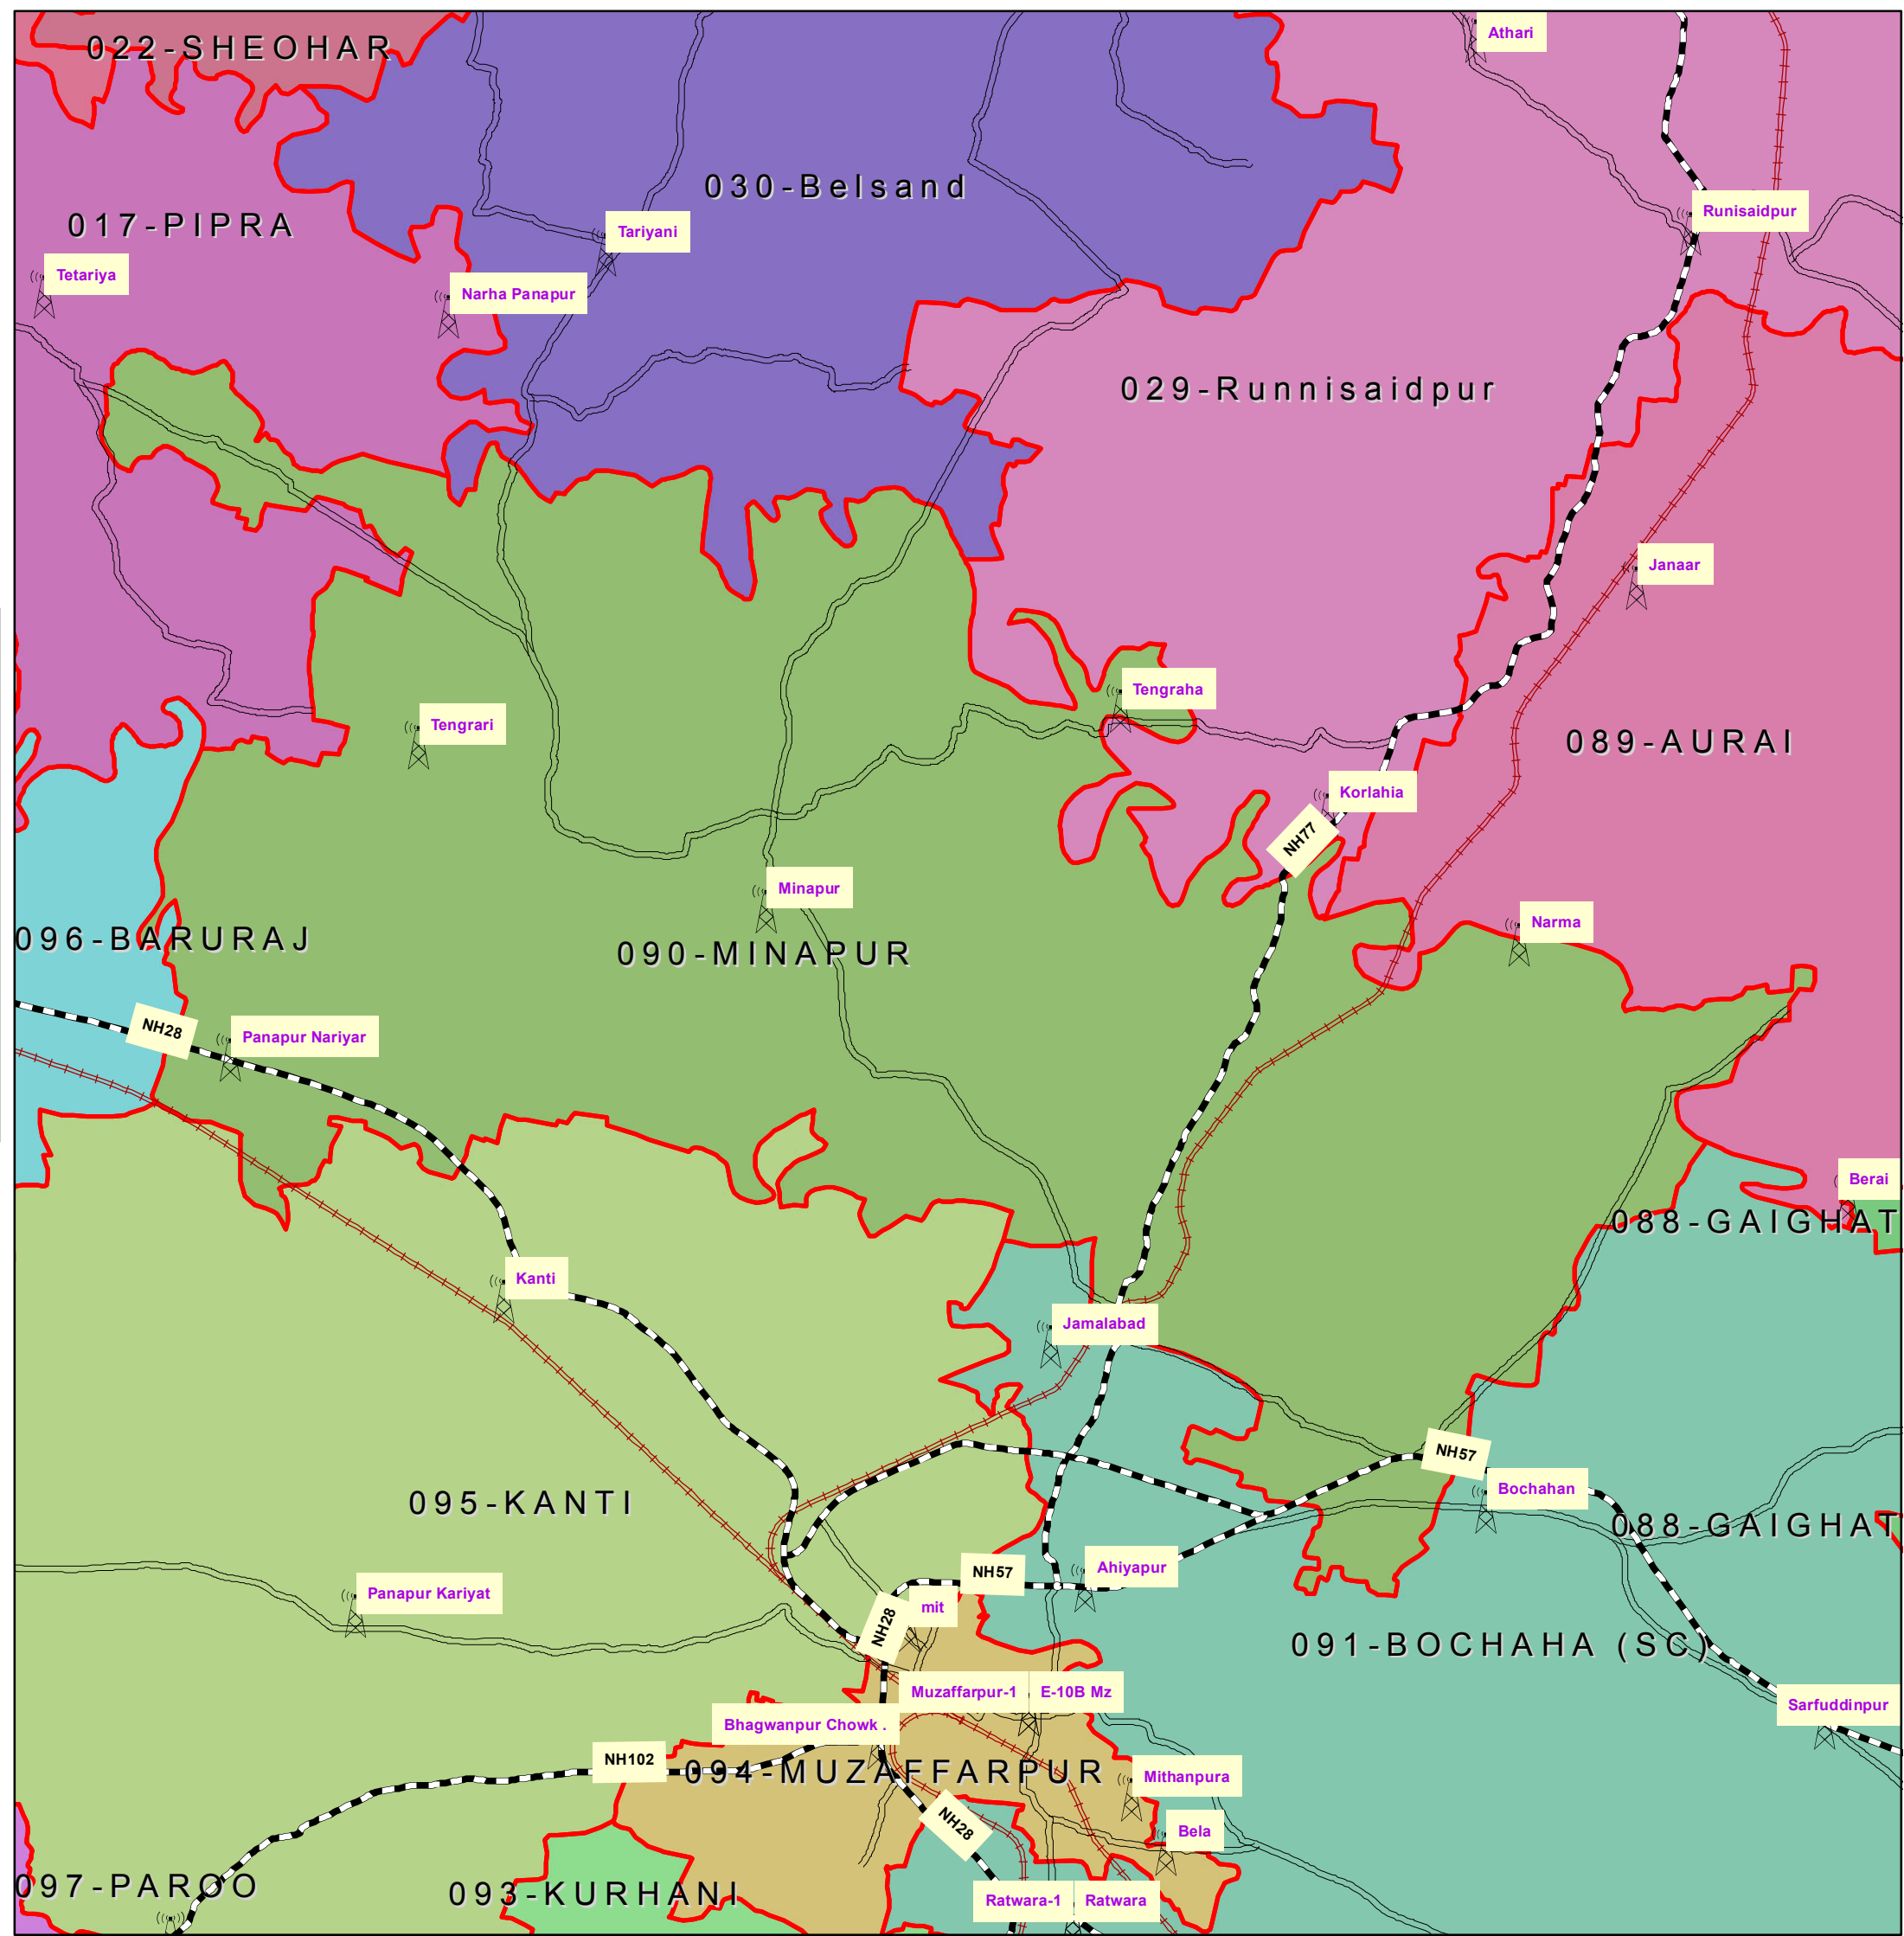 Athari
022-SHEOHAR
030-Belsand
Runisaidpur
017-PIPRA
Tariyani
Tetariya
Narha Panapur
029-Runnisaidpur
Janaar
Tengraha
Tengrari
089-AURAI
Korlahia
NH77
Minapur
Narma
096-BARURAJ
090-MINAPUR
NH28
Panapur Nariyar
Berai
088-GAIGHAT
Kanti
Jamalabad
NH57
Bochahan
095-KANTI
088-GAIGHAT
Ahiyapur
NH57
Panapur Kariyat
mit
NH28
091-BOCHAHA (SC)
Muzaffarpur-1
E-10B Mz
Sarfuddinpur
Bhagwanpur Chowk .
NH102
094-MUZAFFARPUR
Mithanpura
NH28
Bela
097-PAROO
093-KURHANI
Ratwara-1
Ratwara